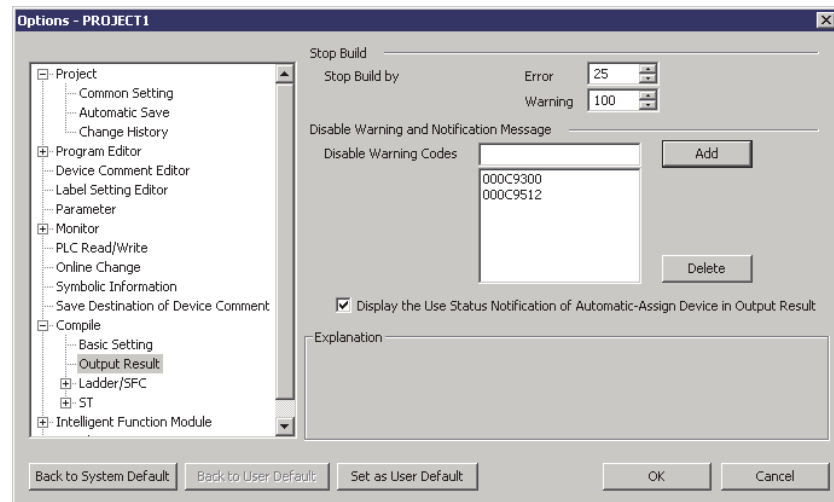 Options - PROJECT1
Project
Common Setting
Automatic Save
Change History
Program Editor
Device Comment Editor
Label Setting Editor
Parameter
Monitor
PLC Read/Write
Online Change
Symbolic Information
Save Destination of Device Comment
Compile
Basic Setting
Output Result
Ladder/SFC
ST
Intelligent Function Module
Stop Build
Stop Build by Error 25
Warning 100
Disable Warning and Notification Message
Disable Warning Codes Add
000C9300
000C9512
Delete
Display the Use Status Notification of Automatic-Assign Device in Output Result
Explanation
Back to System Default Back to User Default Set as User Default OK Cancel